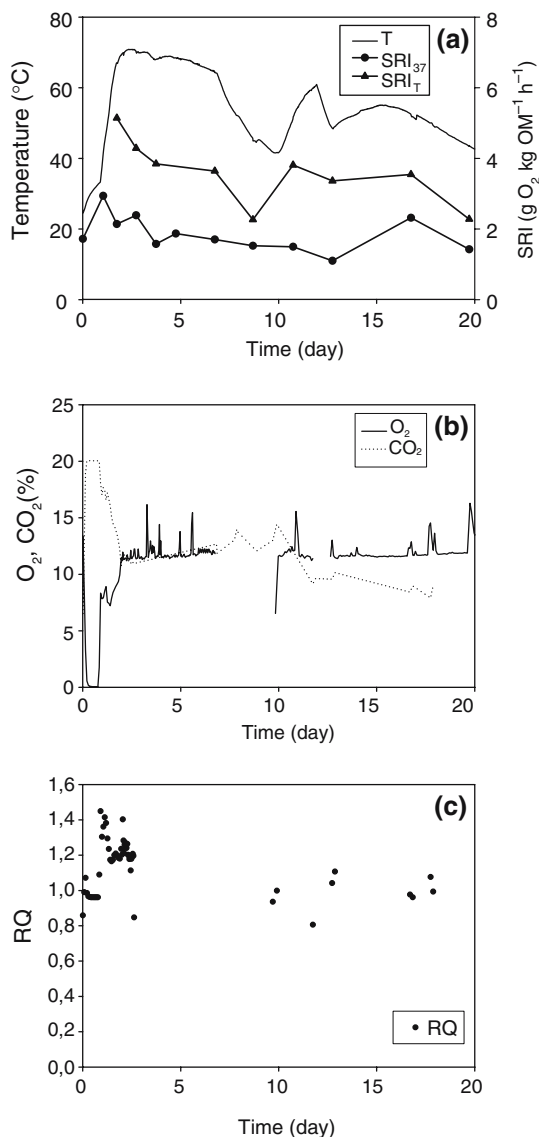 80
60
40
20
0
Temperature (°C)
(a)
T
SRI37
SRIT
8
6
4
2
0
SRI (g O2 kg OM−1 h−1)
0
5
10
15
20
Time (day)
25
20
15
10
5
0
O2, CO2(%)
(b)
O2
CO2
0
5
10
15
20
Time (day)
1,6
1,4
1,2
1,0
0,8
0,6
0,4
0,2
0,0
RQ
(c)
RQ
0
5
10
15
20
Time (day)